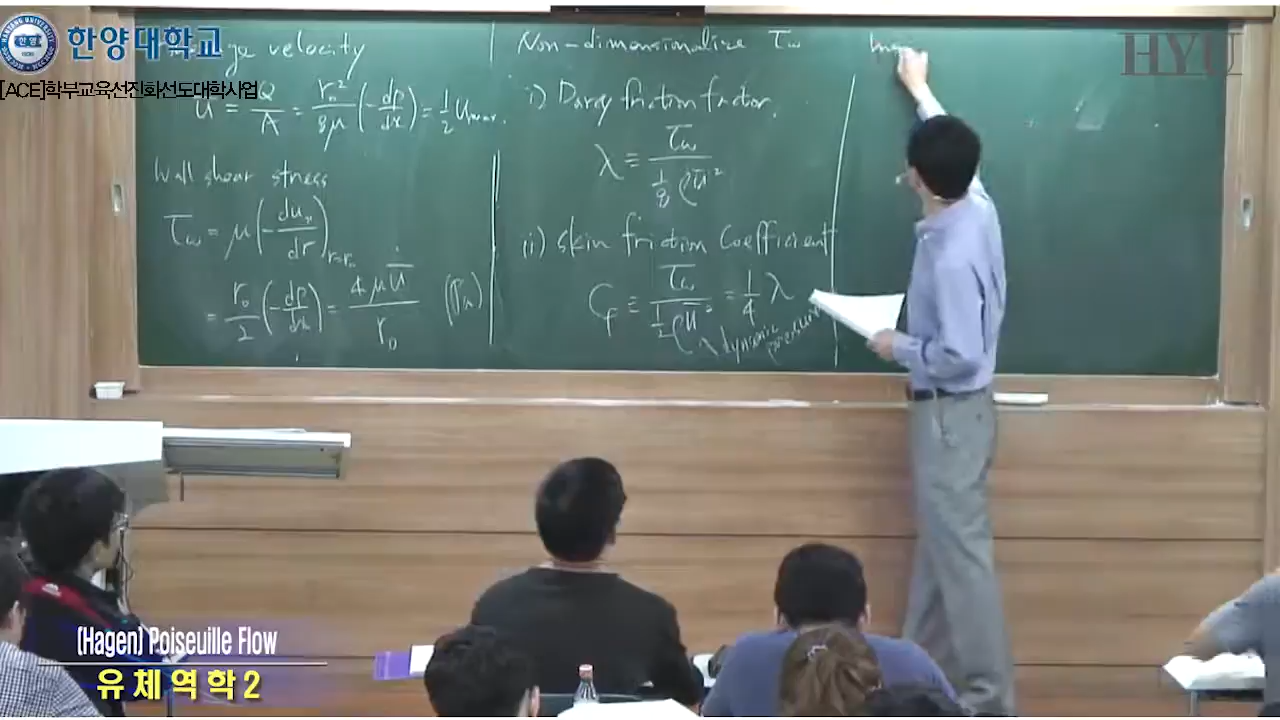 한양대학교
HYU
[ACE]학부교육선진화선도대학사업
velocity
ū = Q/A = r₀²/8μ (-dp/dx) = 1/2 u_max.
Wall shear stress
τ_w = μ(-du_x/dr)_{r=r₀}
= r₀/2 (-dp/dx) = 4μū/r₀ (Pa)
Non-dimensionalize τ_w
i) Darcy friction factor.
λ ≡ τ_w / (1/8 ρū²)
ii) Skin friction Coefficient
C_f ≡ τ_w / (1/2 ρū²) = 1/4 λ
dynamic pressure
(Hagen) Poiseuille Flow
유체역학2